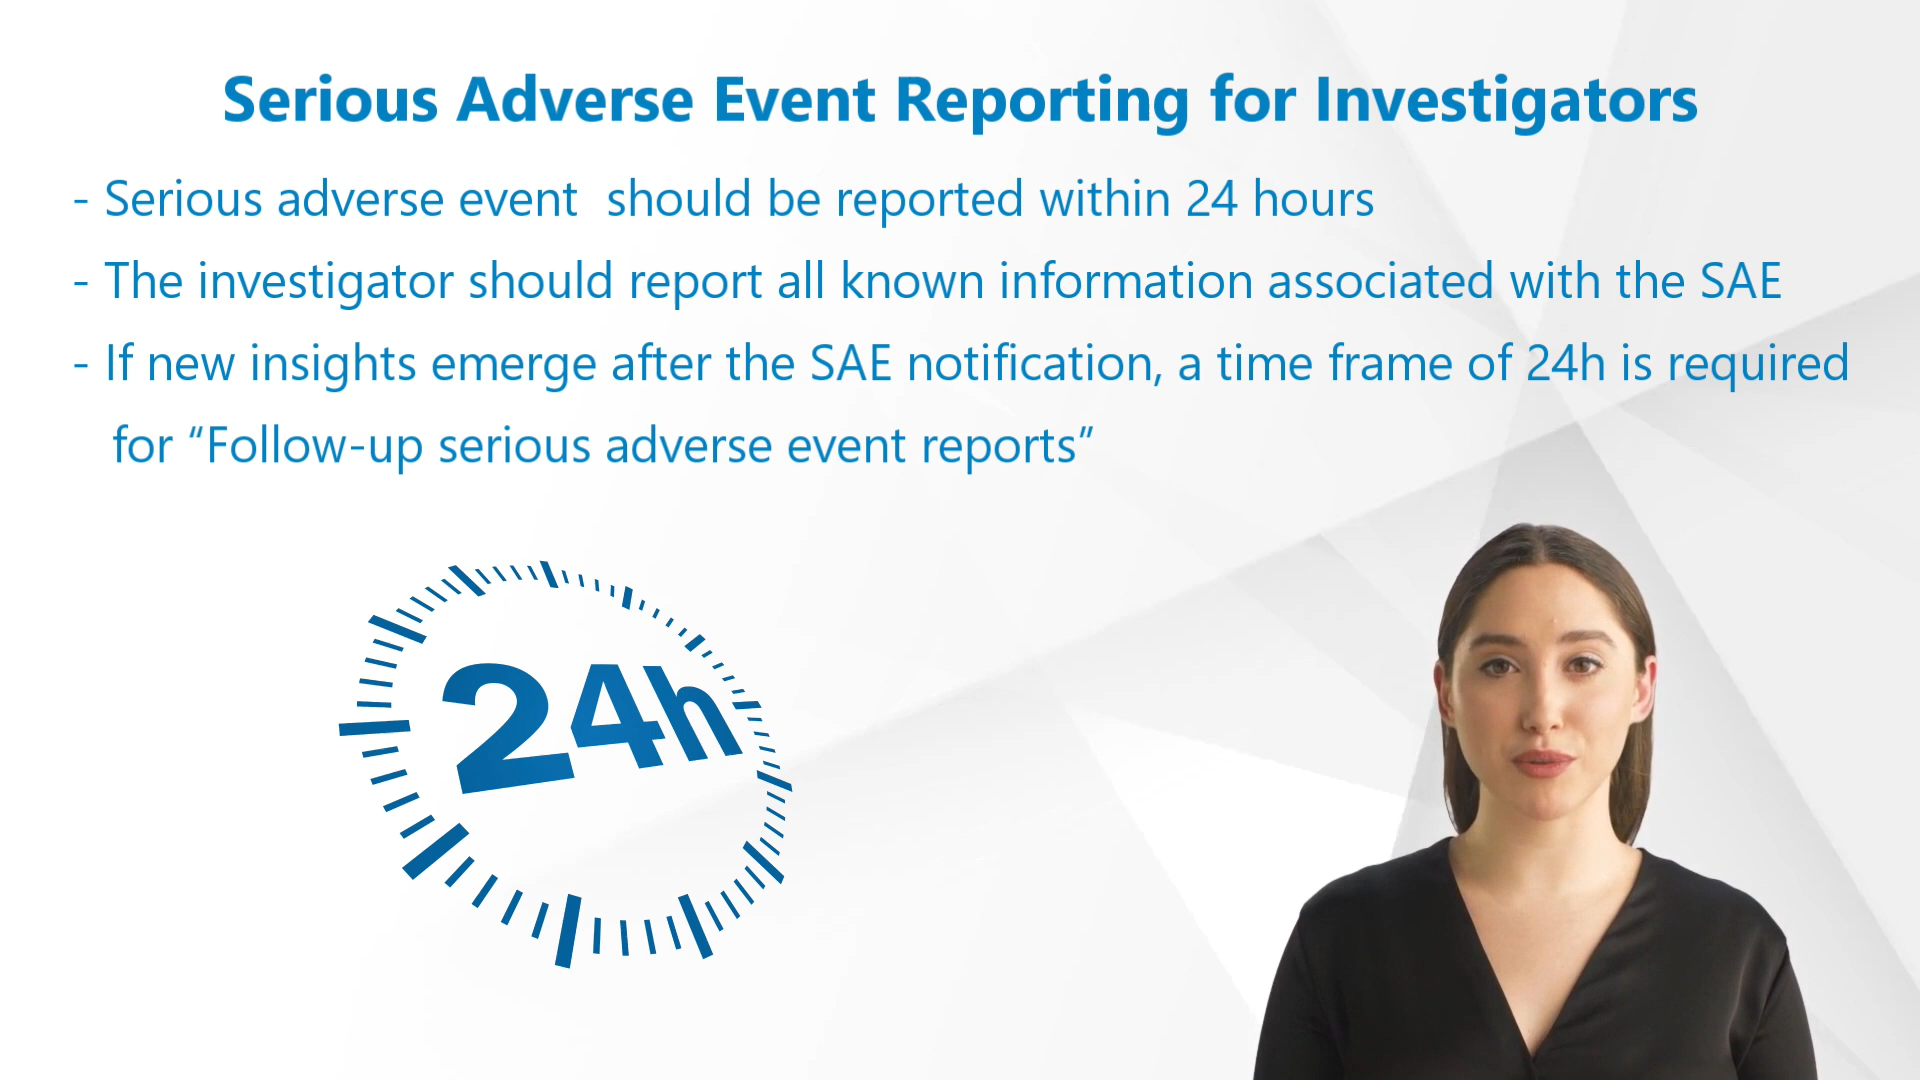 Serious Adverse Event Reporting for Investigators
- Serious adverse event  should be reported within 24 hours
- The investigator should report all known information associated with the SAE
- If new insights emerge after the SAE notification, a time frame of 24h is required
for “Follow-up serious adverse event reports”
24h